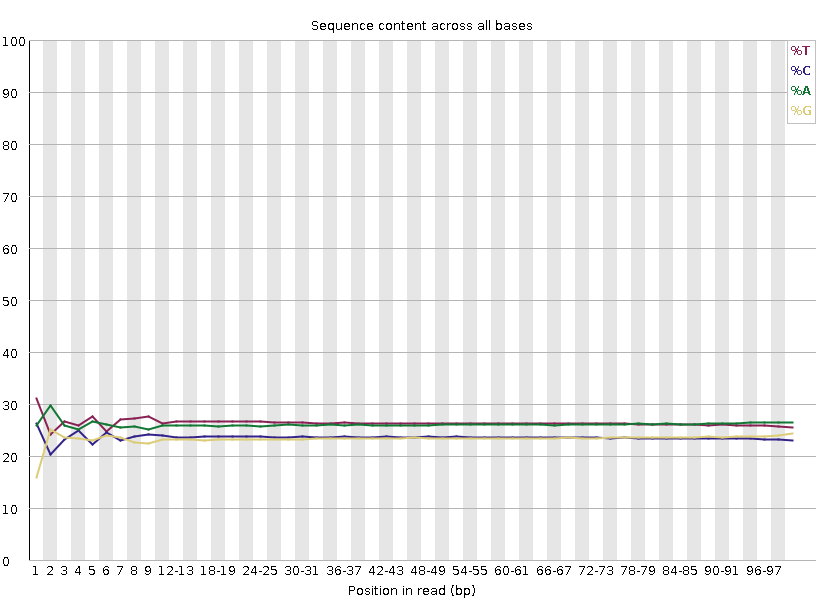 Sequence content across all bases
100
90
80
70
60
50
40
30
20
10
0
%T
%C
%A
%G
1 2 3 4 5 6 7 8 9 12-13 18-19 24-25 30-31 36-37 42-43 48-49 54-55 60-61 66-67 72-73 78-79 84-85 90-91 96-97
Position in read (bp)